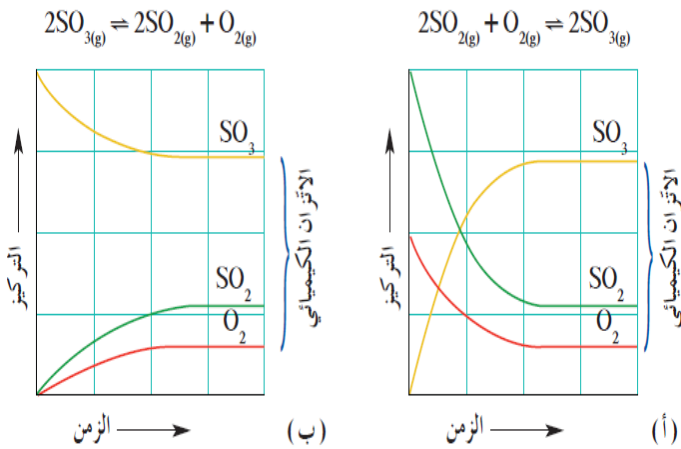 2SO₂(g) + O₂(g) ⇌ 2SO₃(g)
SO₃
SO₂
O₂
الاتزان الكيميائي
التركيز
الزمن
(أ)
2SO₃(g) ⇌ 2SO₂(g) + O₂(g)
SO₃
SO₂
O₂
الاتزان الكيميائي
التركيز
الزمن
(ب)